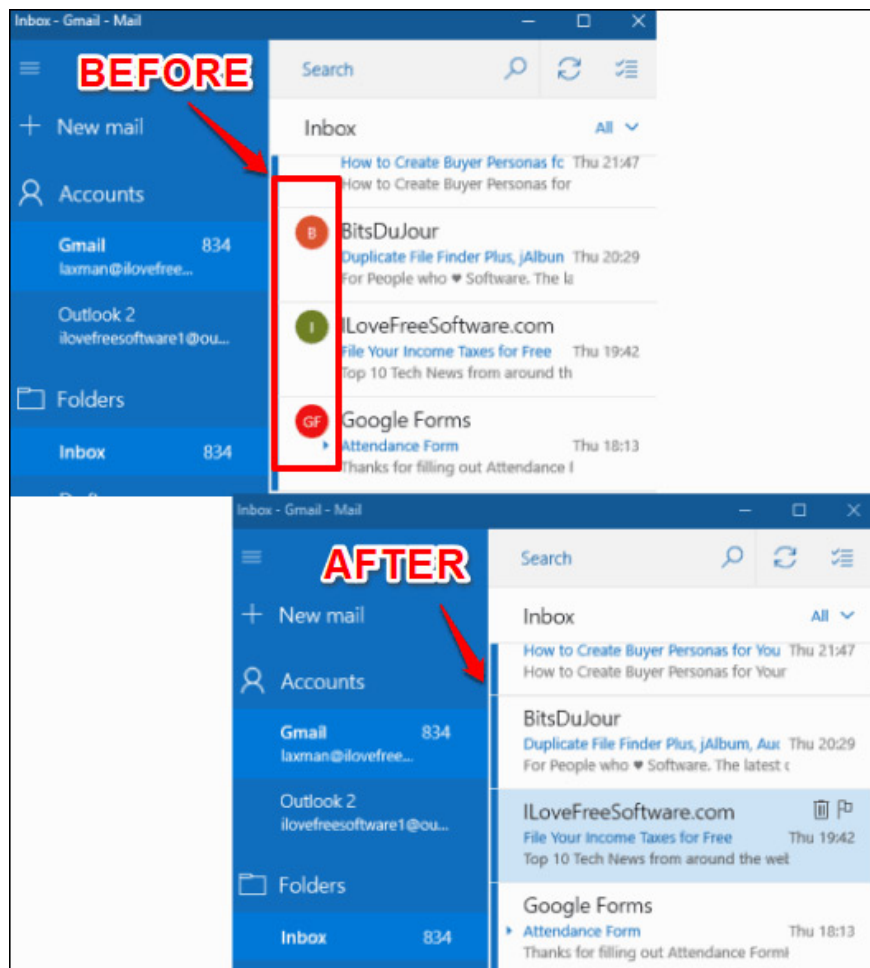 Inbox - Gmail - Mail
BEFORE
Search
New mail
Inbox All
How to Create Buyer Personas fc Thu 21:47
How to Create Buyer Personas for
Accounts
B BitsDuJour
Gmail 834
Duplicate File Finder Plus, jAlbun Thu 20:29
laxman@ilovefree...
For People who ♥ Software. The la
Outlook 2
ilovefreesoftware1@ou...
I ILoveFreeSoftware.com
File Your Income Taxes for Free Thu 19:42
Top 10 Tech News from around th
Folders
GF Google Forms
Inbox 834
Attendance Form Thu 18:13
Thanks for filling out Attendance I
Inbox - Gmail - Mail
AFTER
Search
New mail
Inbox All
How to Create Buyer Personas for You Thu 21:47
How to Create Buyer Personas for Your
Accounts
BitsDuJour
Gmail 834
Duplicate File Finder Plus, jAlbum, Auc Thu 20:29
laxman@ilovefree...
For People who ♥ Software. The latest c
Outlook 2
ilovefreesoftware1@ou...
ILoveFreeSoftware.com
File Your Income Taxes for Free Thu 19:42
Top 10 Tech News from around the wel
Folders
Google Forms
Inbox 834
Attendance Form Thu 18:13
Thanks for filling out Attendance Form